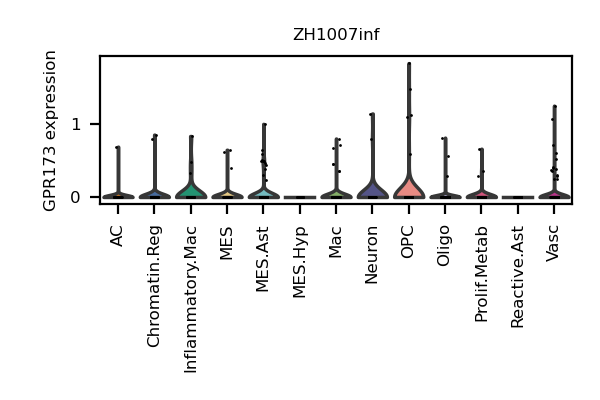 ZH1007inf
GPR173 expression
1
0
AC
Chromatin.Reg
Inflammatory.Mac
MES
MES.Ast
MES.Hyp
Mac
Neuron
OPC
Oligo
Prolif.Metab
Reactive.Ast
Vasc